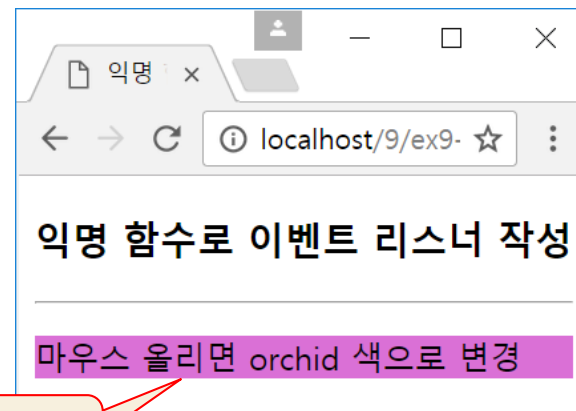 익명
localhost/9/ex9-
익명 함수로 이벤트 리스너 작성
마우스 올리면 orchid 색으로 변경